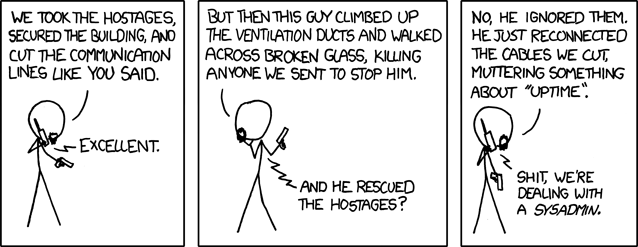 WE TOOK THE HOSTAGES,
SECURED THE BUILDING, AND
CUT THE COMMUNICATION
LINES LIKE YOU SAID.
EXCELLENT.
BUT THEN THIS GUY CLIMBED UP
THE VENTILATION DUCTS AND WALKED
ACROSS BROKEN GLASS, KILLING
ANYONE WE SENT TO STOP HIM.
AND HE RESCUED
THE HOSTAGES?
NO, HE IGNORED THEM.
HE JUST RECONNECTED
THE CABLES WE CUT,
MUTTERING SOMETHING
ABOUT "UPTIME".
SHIT, WE'RE
DEALING WITH
A SYSADMIN.